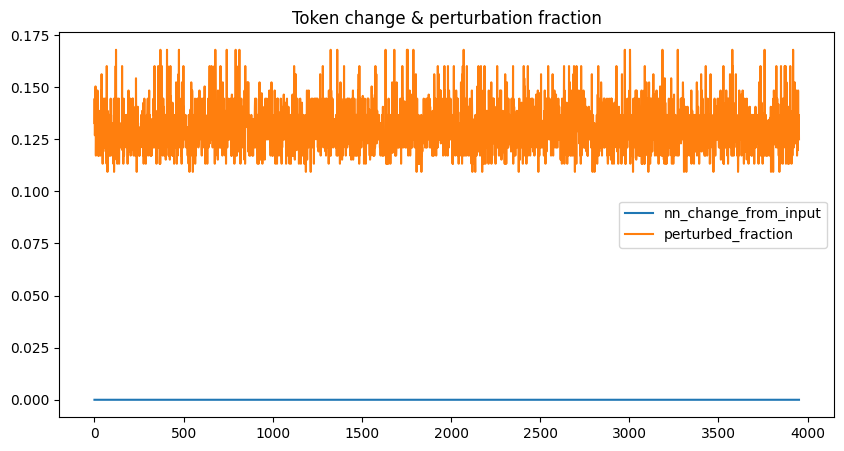 Token change & perturbation fraction
0.175
0.150
0.125
0.100
0.075
0.050
0.025
0.000
nn_change_from_input
perturbed_fraction
0 500 1000 1500 2000 2500 3000 3500 4000